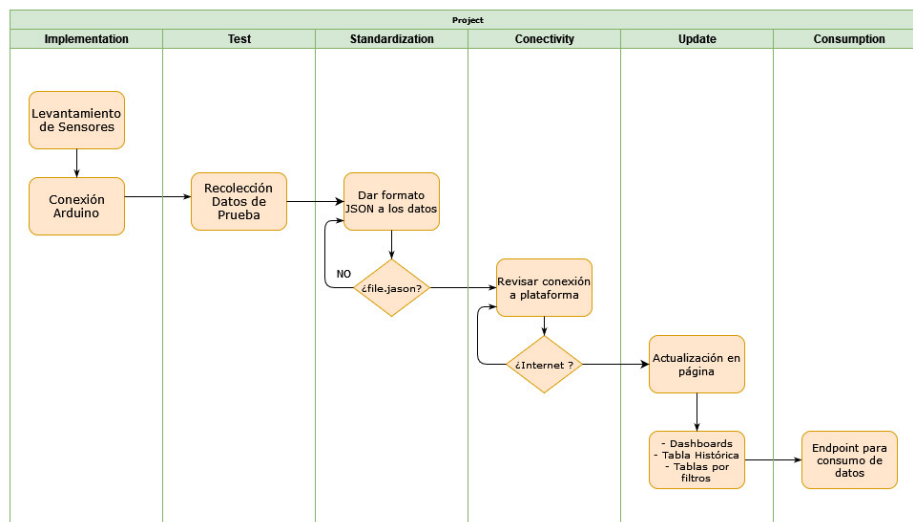 Project
Implementation
Test
Standardization
Conectivity
Update
Consumption
Levantamiento
de Sensores
Conexión
Arduino
Recolección
Datos de
Prueba
Dar formato
JSON a los datos
NO
¿file.jason?
Revisar conexión
a plataforma
¿Internet ?
Actualización en
página
- Dashboards
- Tabla Histórica
- Tablas por
filtros
Endpoint para
consumo de
datos